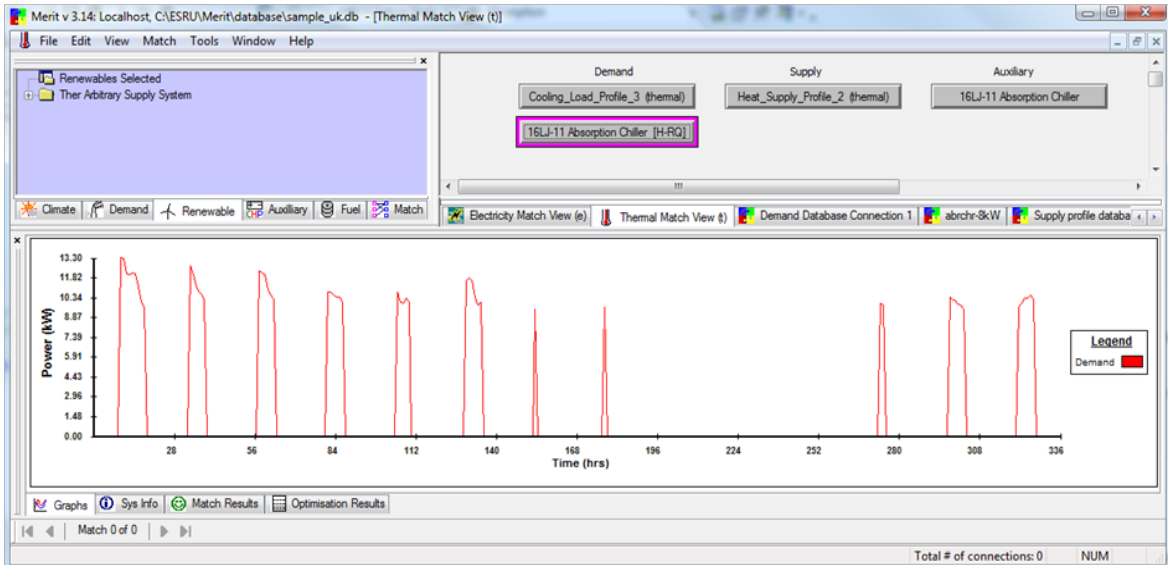 Merit v 3.14: Localhost, C:\ESRU\Merit\database\sample_uk.db - [Thermal Match View (t)]
File Edit View Match Tools Window Help
Renewables Selected
Ther Arbitrary Supply System
Demand Supply Auxiliary
Cooling_Load_Profile_3 (thermal) Heat_Supply_Profile_2 (thermal) 16LJ-11 Absorption Chiller
16LJ-11 Absorption Chiller [H-RQ]
Climate Demand Renewable Auxiliary Fuel Match
Electricity Match View (e) Thermal Match View (t) Demand Database Connection 1 abrchr-8kW Supply profile databa
13.30
11.82
10.34
8.87
7.39
5.91
4.43
2.96
1.48
0.00
Power (kW)
28 56 84 112 140 168 196 224 252 280 308 336
Time (hrs)
Legend
Demand
Graphs Sys Info Match Results Optimisation Results
Match 0 of 0
Total # of connections: 0 NUM